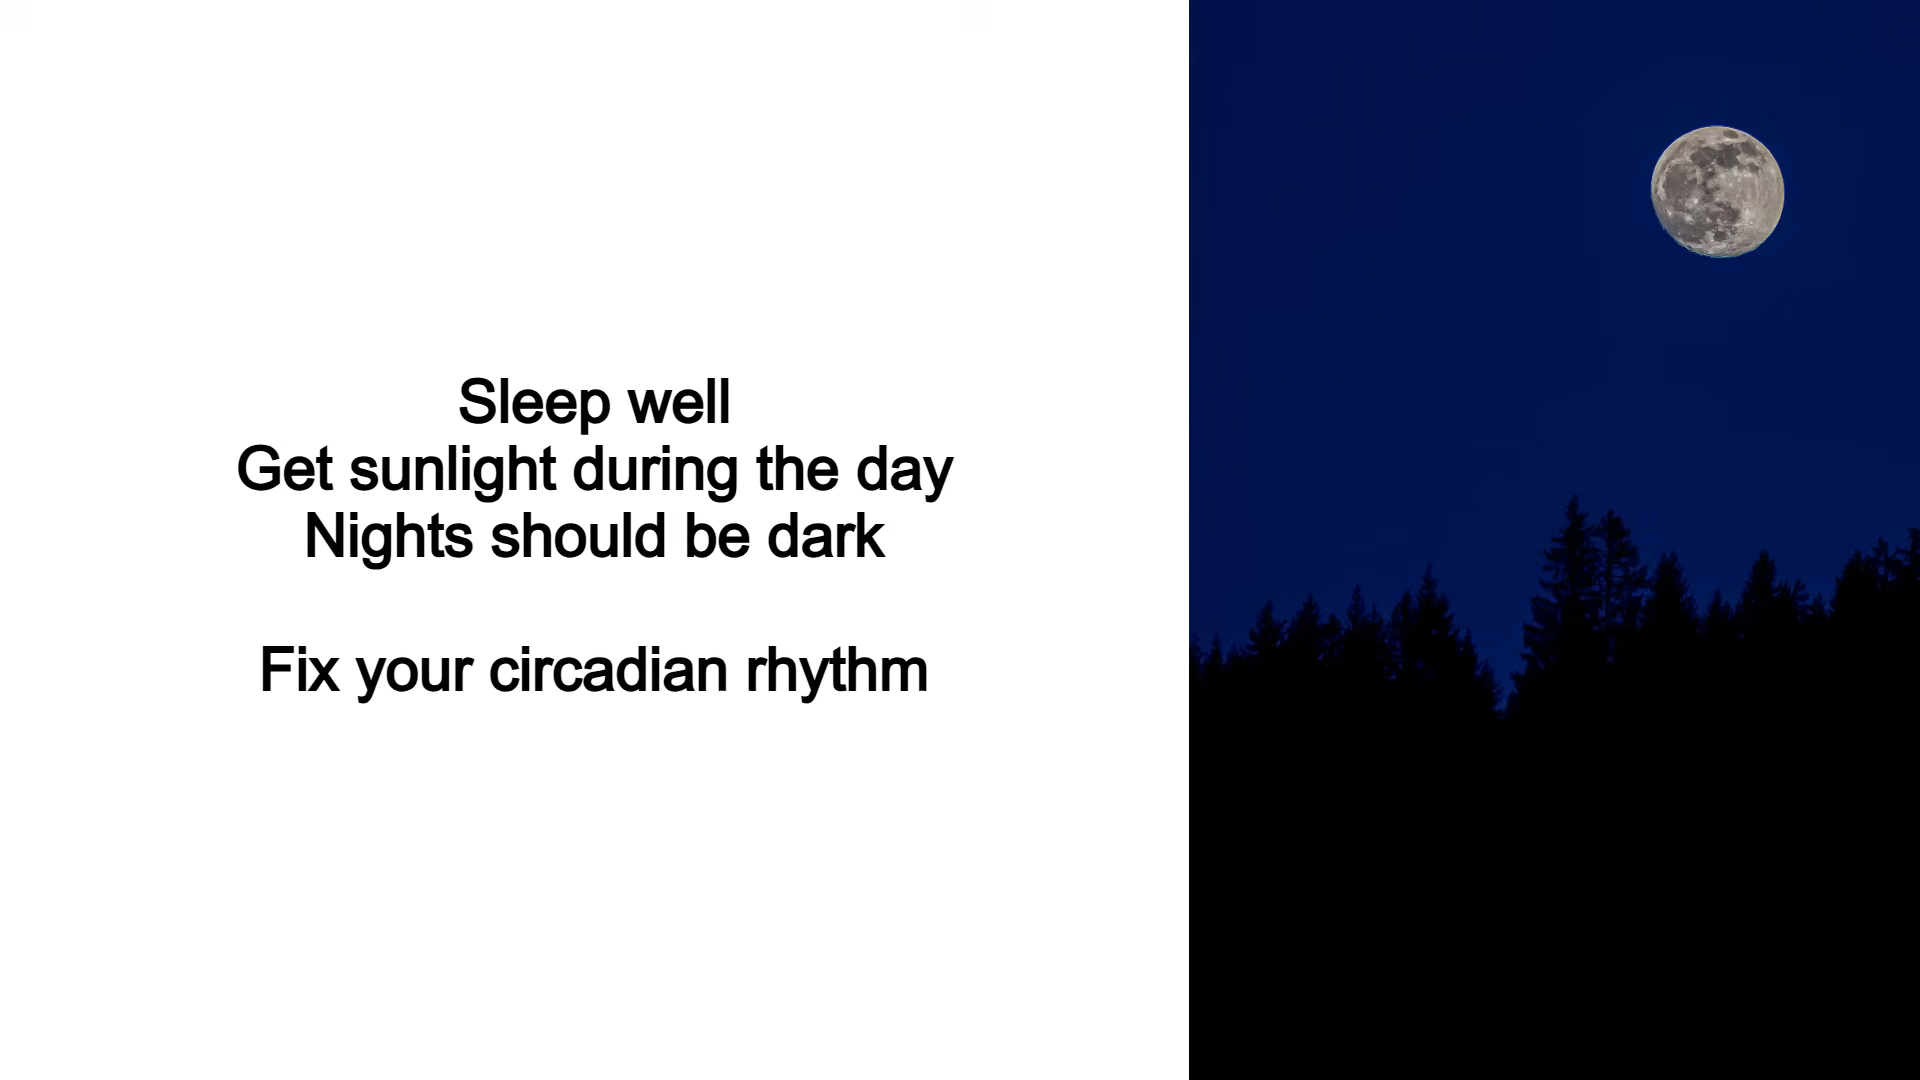 Sleep well
Get sunlight during the day
Nights should be dark
Fix your circadian rhythm